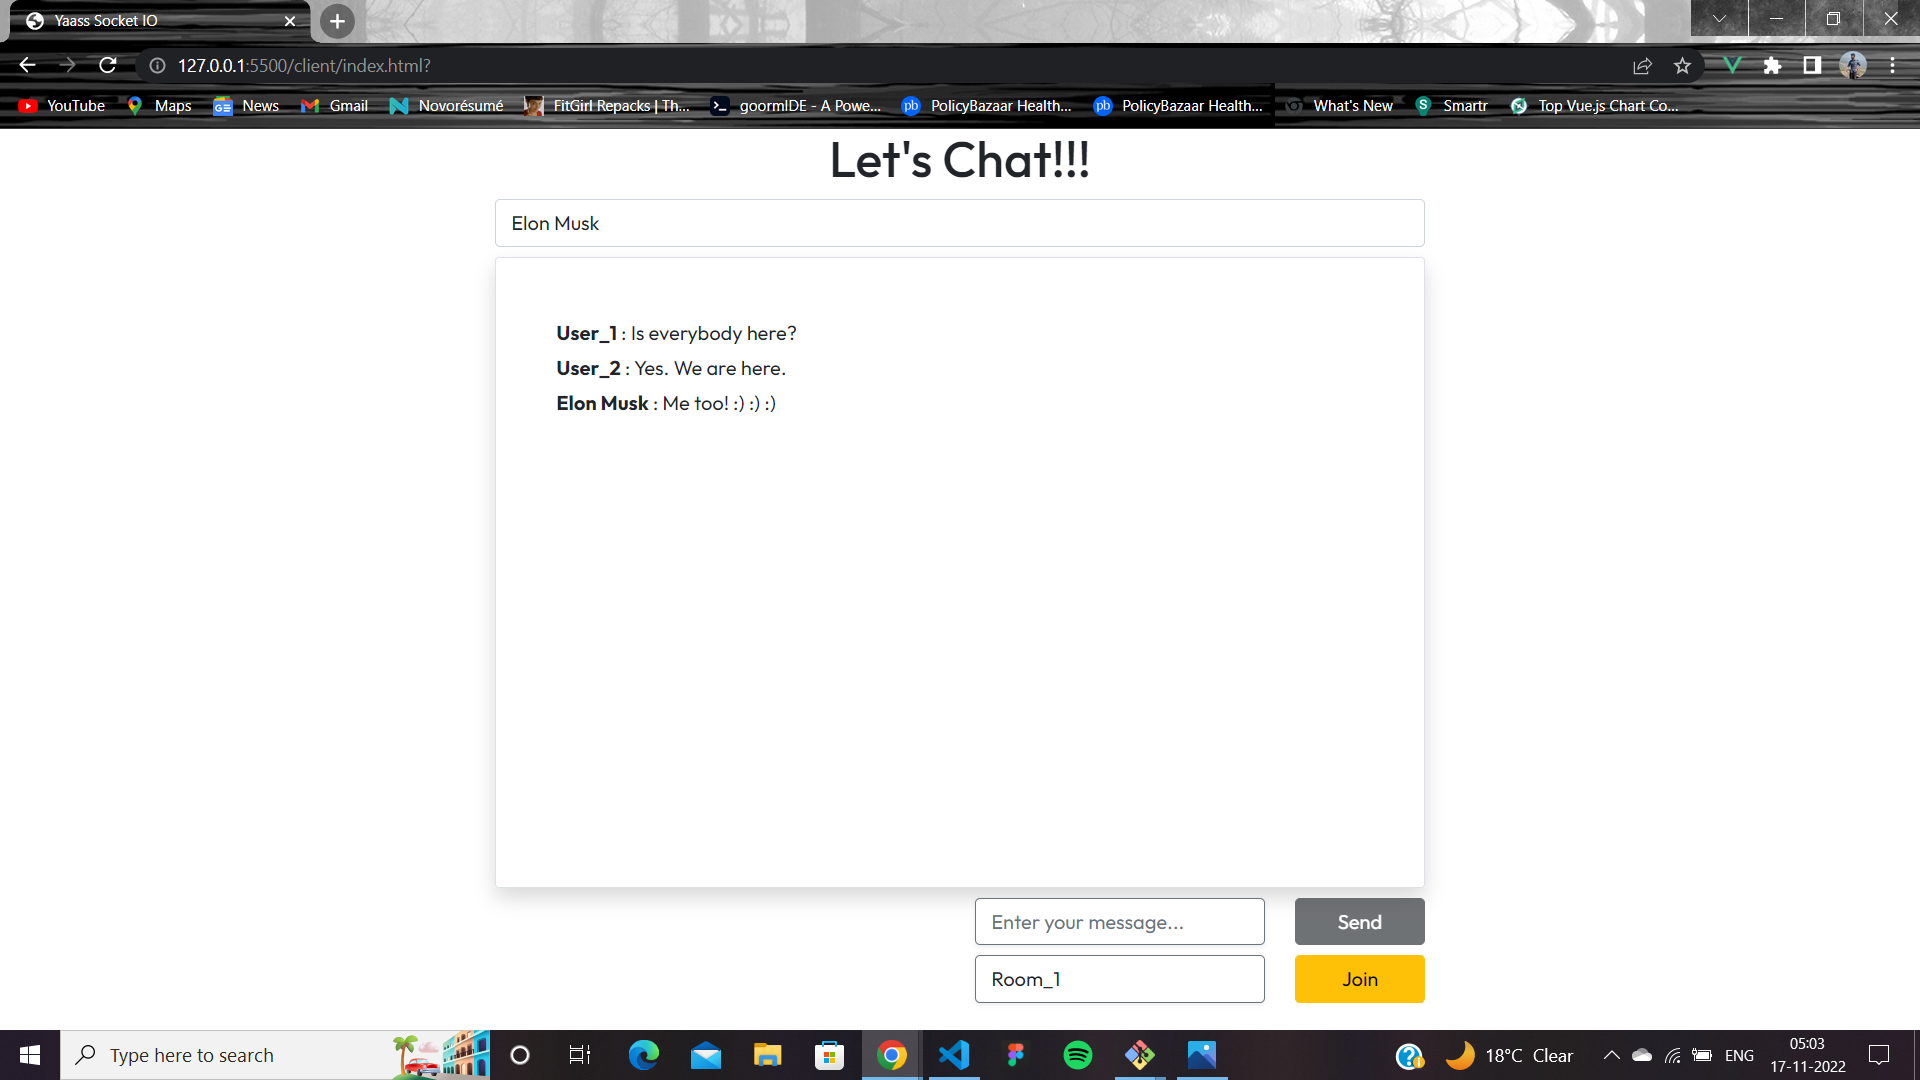 Yaass Socket IO
127.0.0.1:5500/client/index.html?
YouTube Maps News Gmail Novorésumé FitGirl Repacks | Th... goormIDE - A Powe... PolicyBazaar Health... PolicyBazaar Health... What's New Smartr Top Vue.js Chart Co...
Let's Chat!!!
Elon Musk
User_1 : Is everybody here?
User_2 : Yes. We are here.
Elon Musk : Me too! :) :) :)
Enter your message...
Send
Room_1
Join
Type here to search
18°C Clear
ENG
05:03
17-11-2022